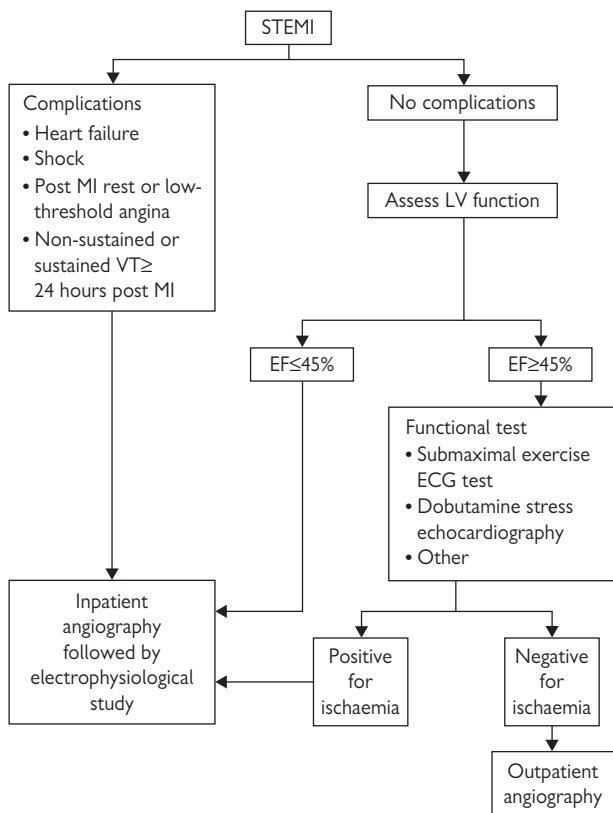 STEMI
Complications
• Heart failure
• Shock
• Post MI rest or low-
threshold angina
• Non-sustained or
sustained VT≥
24 hours post MI
No complications
Assess LV function
EF≤45%
EF≥45%
Functional test
• Submaximal exercise
ECG test
• Dobutamine stress
echocardiography
• Other
Inpatient
angiography
followed by
electrophysiological
study
Positive
for
ischaemia
Negative
for
ischaemia
Outpatient
angiography